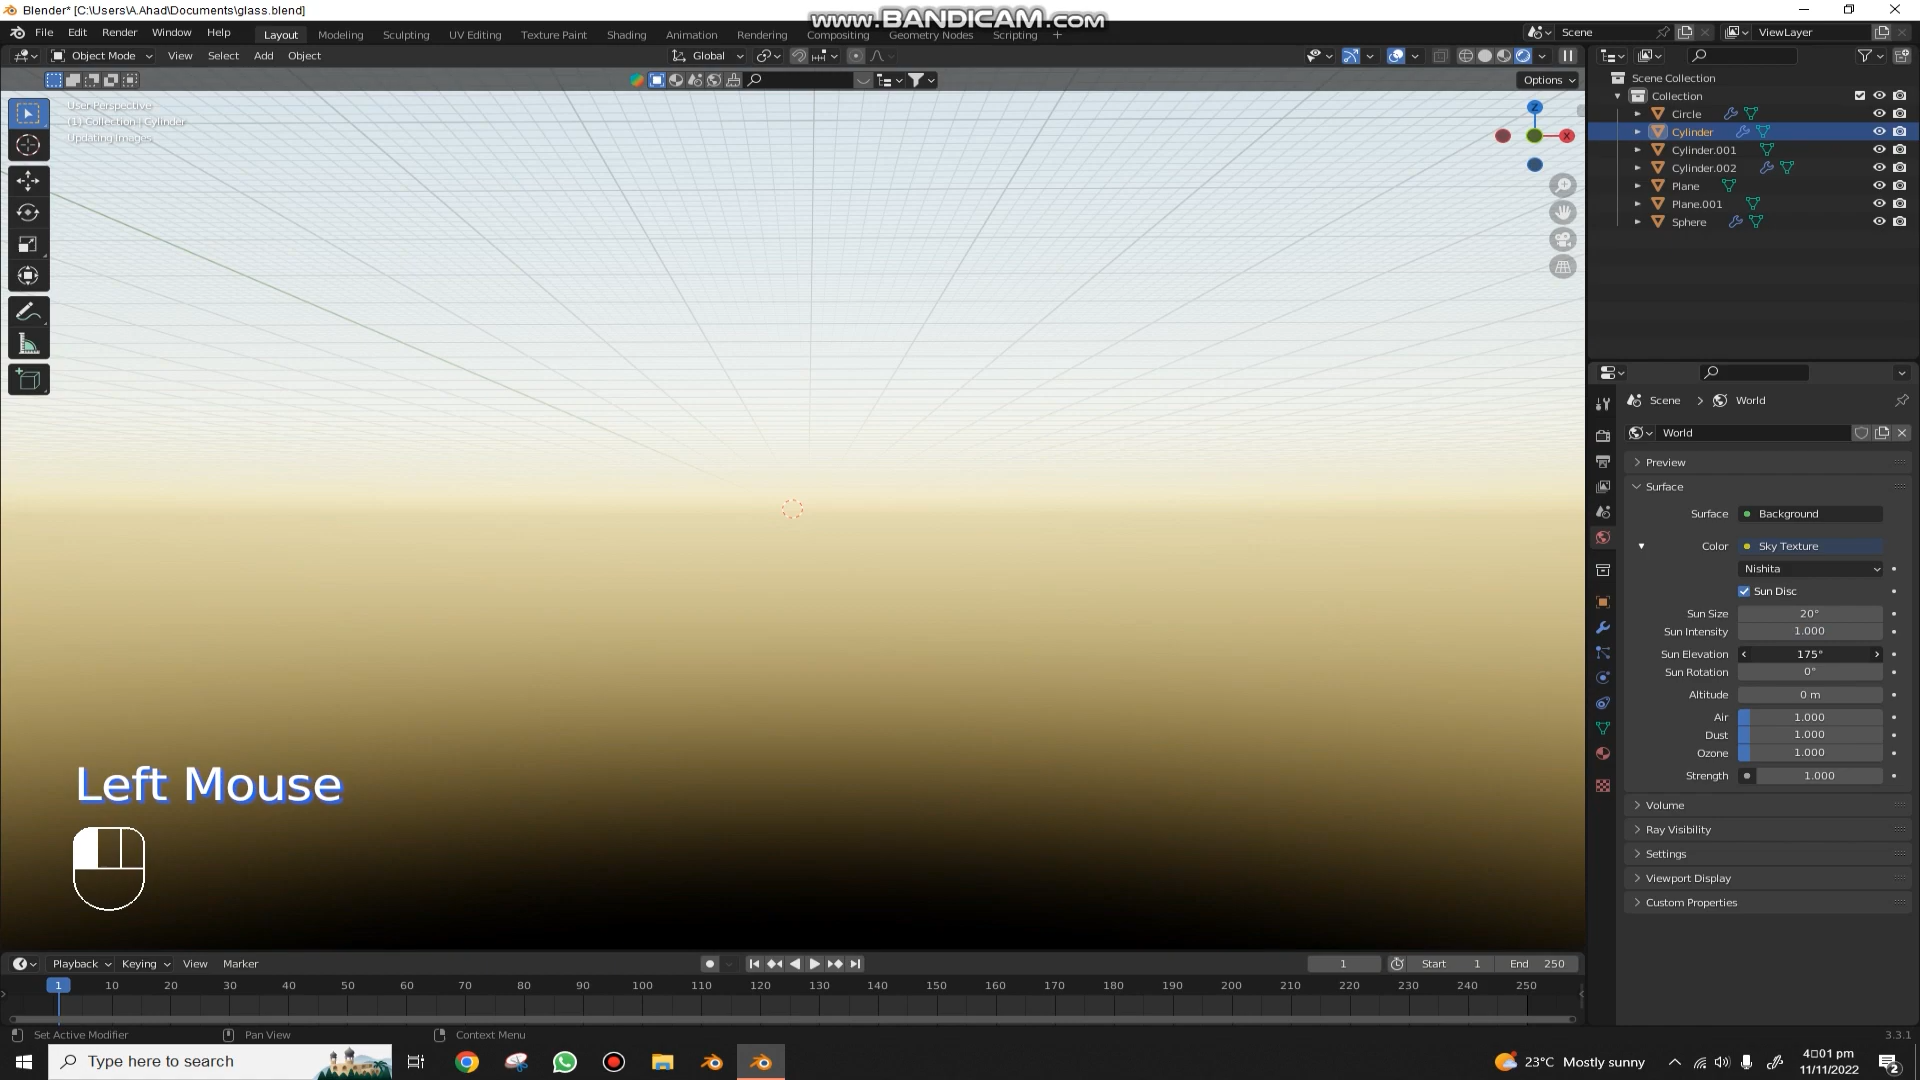 Blender* [C:\Users\A.Ahad\Documents\glass.blend]
www.BANDICAM.com
File Edit Render Window Help Layout Modeling Sculpting UV Editing Texture Paint Shading Animation Rendering Compositing Geometry Nodes Scripting + Scene ViewLayer
Object Mode View Select Add Object Global
Options
User Perspective
(1) Collection | Cylinder
Updating Images
Z
X
Scene Collection
Collection
Circle
Cylinder
Cylinder.001
Cylinder.002
Plane
Plane.001
Sphere
Scene > World
World
Preview
Surface
Surface Background
Color Sky Texture
Nishita
Sun Disc
Sun Size 20°
Sun Intensity 1.000
Sun Elevation 175°
Sun Rotation 0°
Altitude 0 m
Air 1.000
Dust 1.000
Ozone 1.000
Strength 1.000
Volume
Ray Visibility
Settings
Viewport Display
Custom Properties
Left Mouse
Playback Keying View Marker 1 Start 1 End 250
1 10 20 30 40 50 60 70 80 90 100 110 120 130 140 150 160 170 180 190 200 210 220 230 240 250
Set Active Modifier Pan View Context Menu 3.3.1
Type here to search
23°C Mostly sunny
4□01 pm
11/11/2022
2